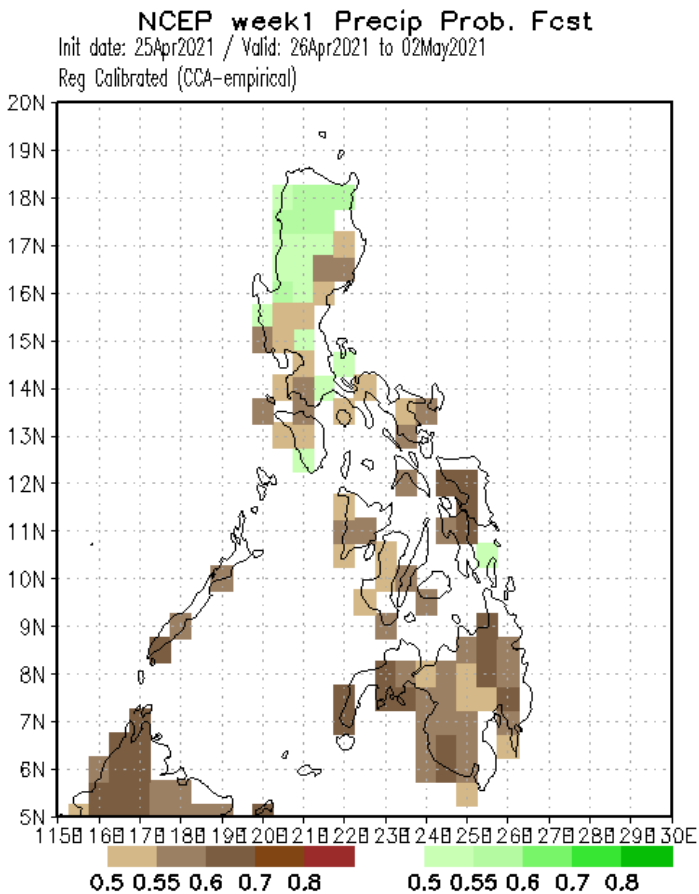 NCEP week1 Precip Prob. Fcst
Init date: 25Apr2021 / Valid: 26Apr2021 to 02May2021
Reg Calibrated (CCA-empirical)
20N
19N
18N
17N
16N
15N
14N
13N
12N
11N
10N
9N
8N
7N
6N
5N
115E 116E 117E 118E 119E 120E 121E 122E 123E 124E 125E 126E 127E 128E 129E 130E
0.5 0.55 0.6 0.7 0.8 0.5 0.55 0.6 0.7 0.8